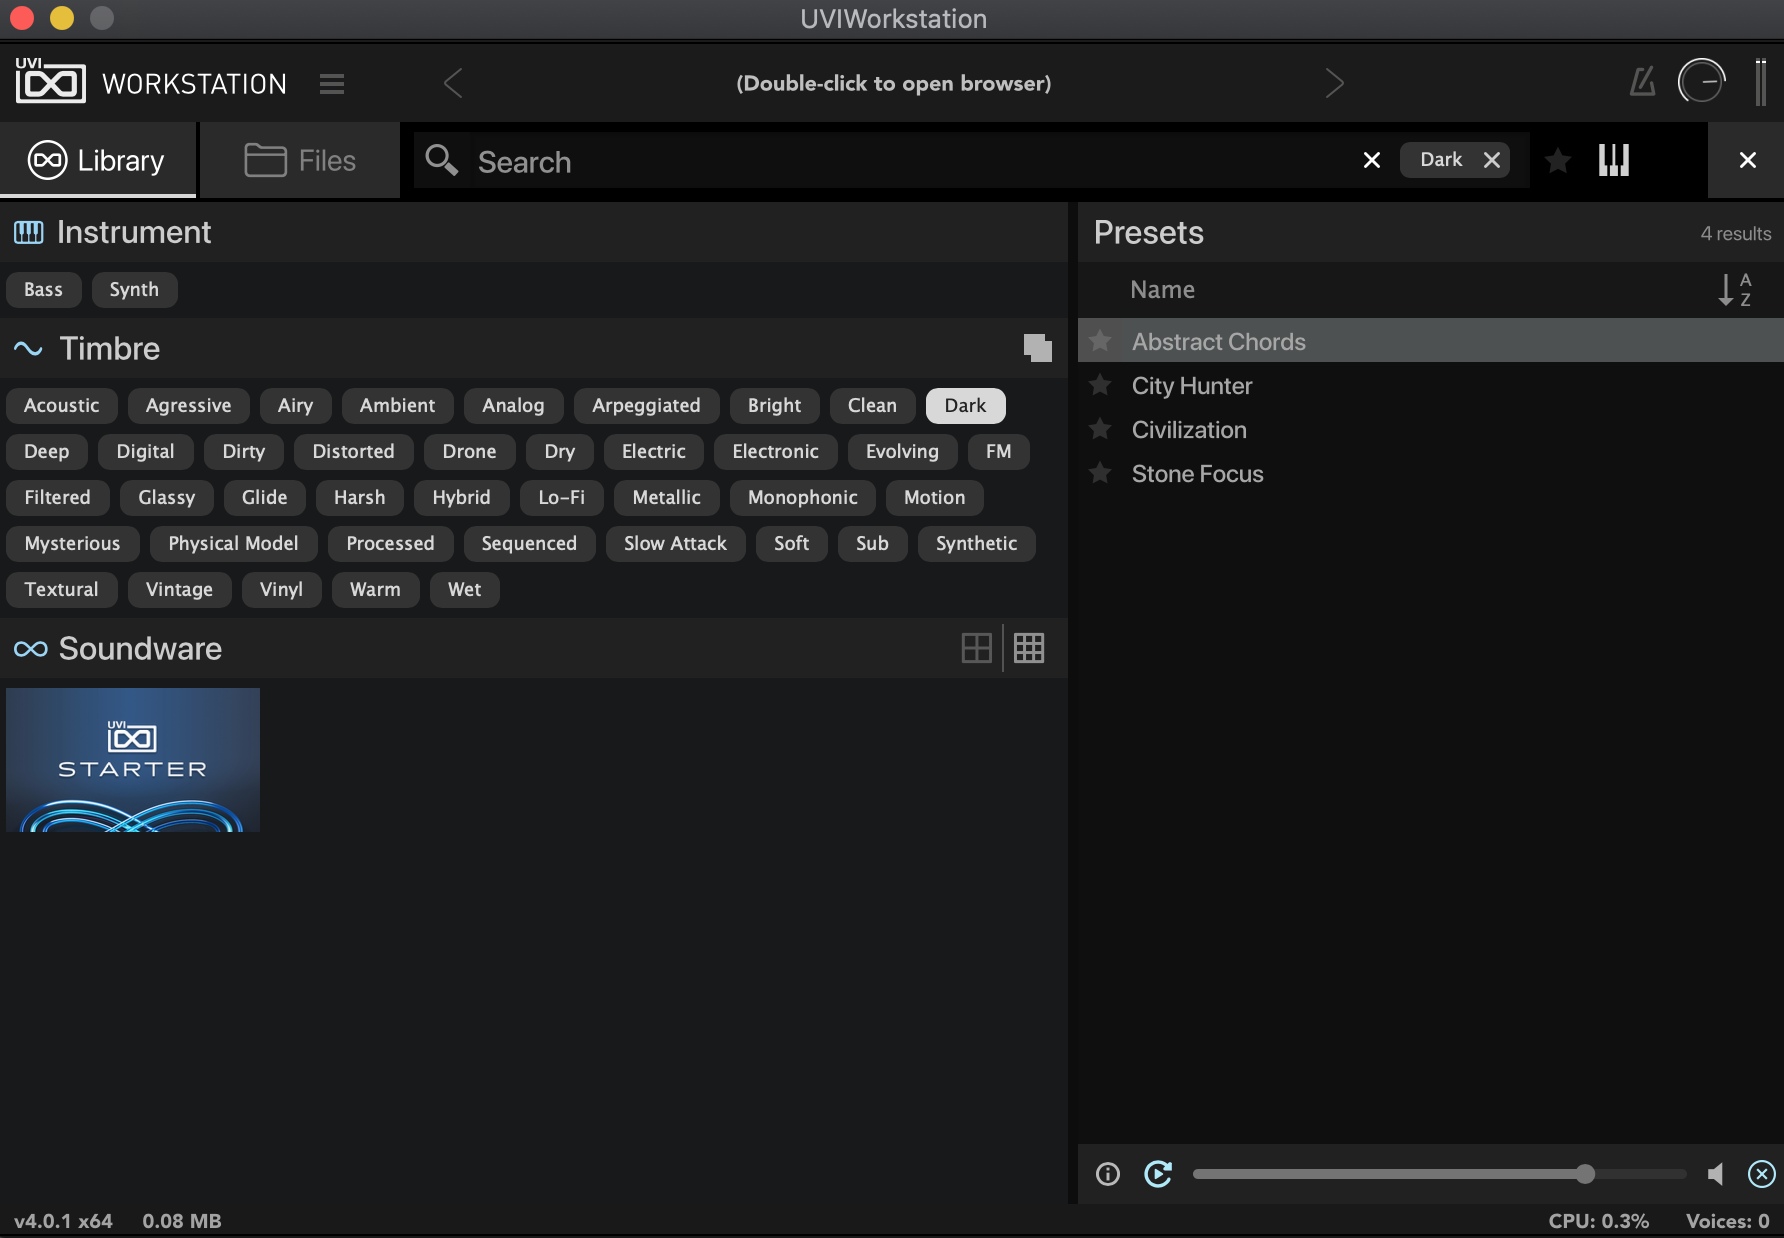 UVIWorkstation
UVI WORKSTATION
(Double-click to open browser)
Library
Files
Search
Dark
Instrument
Bass Synth
Timbre
Acoustic Agressive Airy Ambient Analog Arpeggiated Bright Clean Dark
Deep Digital Dirty Distorted Drone Dry Electric Electronic Evolving FM
Filtered Glassy Glide Harsh Hybrid Lo-Fi Metallic Monophonic Motion
Mysterious Physical Model Processed Sequenced Slow Attack Soft Sub Synthetic
Textural Vintage Vinyl Warm Wet
Soundware
UVI
STARTER
Presets 4 results
Name A Z
Abstract Chords
City Hunter
Civilization
Stone Focus
v4.0.1 x64 0.08 MB CPU: 0.3% Voices: 0